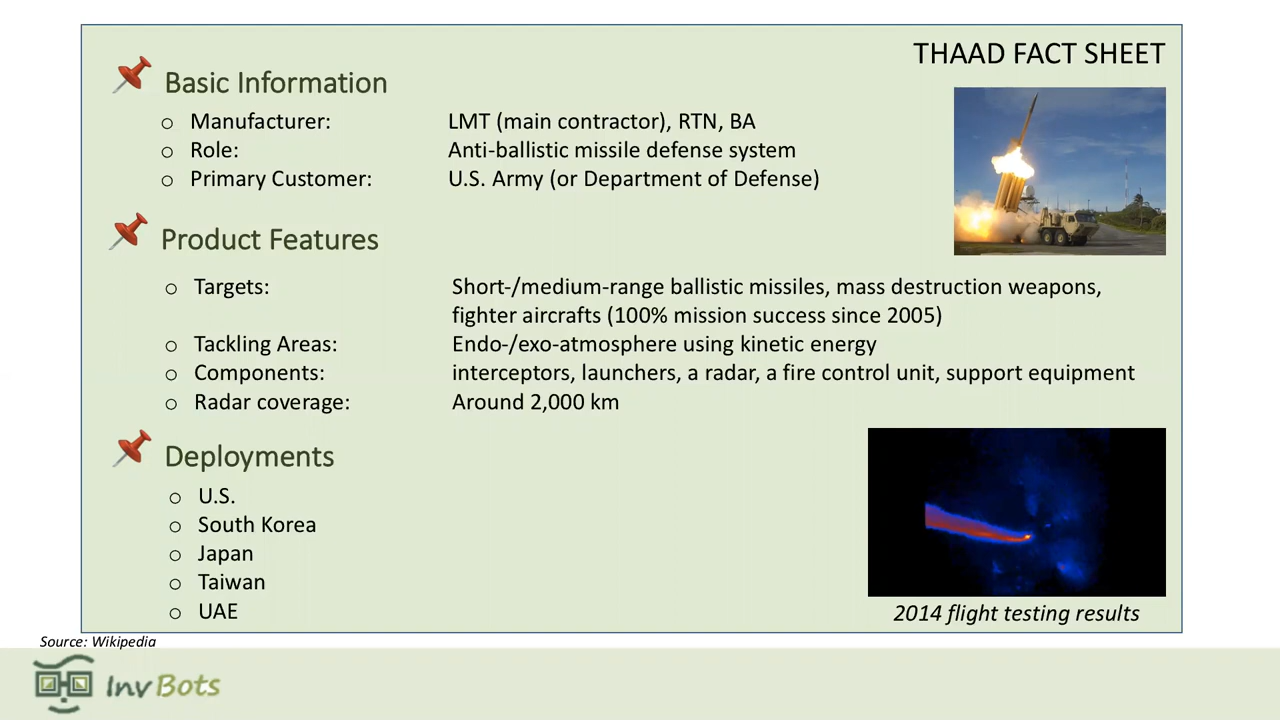 THAAD FACT SHEET
Basic Information
o Manufacturer: LMT (main contractor), RTN, BA
o Role: Anti-ballistic missile defense system
o Primary Customer: U.S. Army (or Department of Defense)
Product Features
o Targets: Short-/medium-range ballistic missiles, mass destruction weapons,
fighter aircrafts (100% mission success since 2005)
o Tackling Areas: Endo-/exo-atmosphere using kinetic energy
o Components: interceptors, launchers, a radar, a fire control unit, support equipment
o Radar coverage: Around 2,000 km
Deployments
o U.S.
o South Korea
o Japan
o Taiwan
o UAE
2014 flight testing results
Source: Wikipedia
InvBots